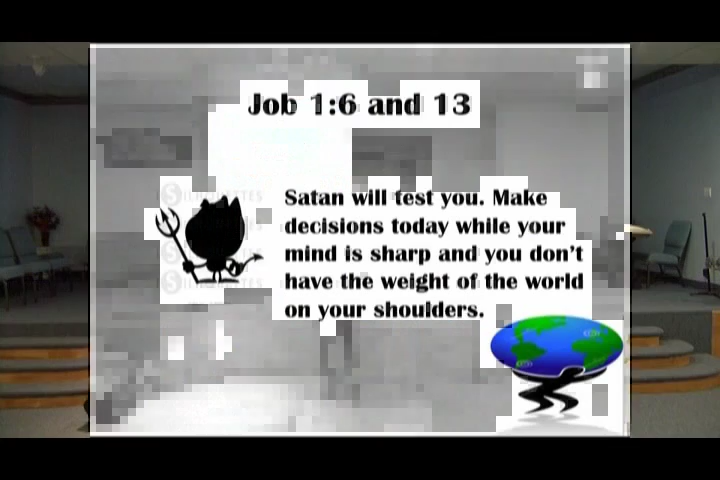 Job 1:6 and 13
Satan will test you. Make
decisions today while your
mind is sharp and you don't
have the weight of the world
on your shoulders.